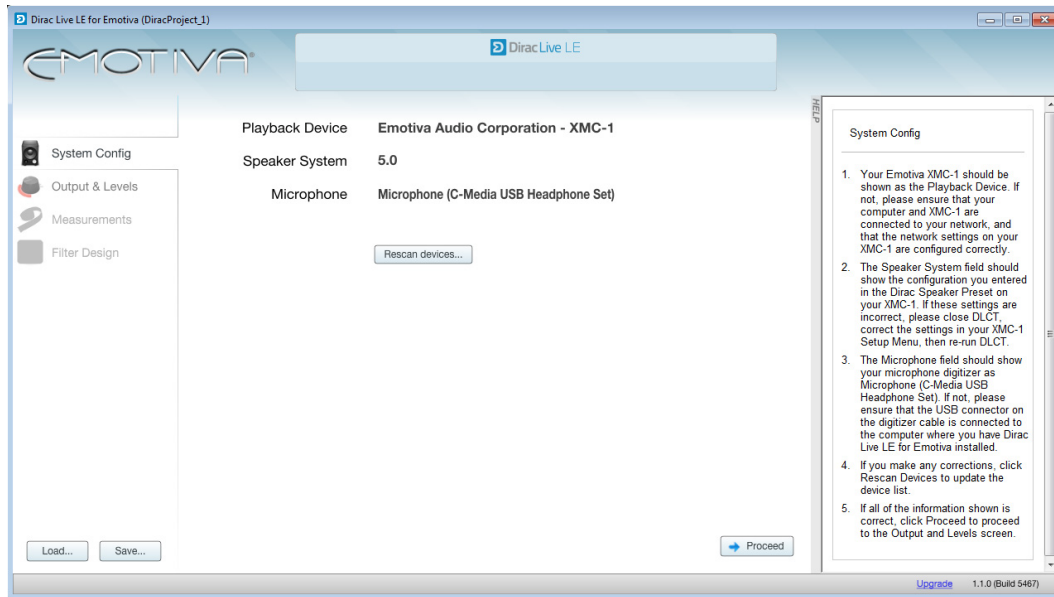 Dirac Live LE for Emotiva (DiracProject_1)
EMOTIVA®
Dirac Live LE
System Config
Output & Levels
Measurements
Filter Design
Playback Device Emotiva Audio Corporation - XMC-1
Speaker System 5.0
Microphone Microphone (C-Media USB Headphone Set)
Rescan devices...
Load... Save...
Proceed
HELP
System Config
1. Your Emotiva XMC-1 should be
shown as the Playback Device. If
not, please ensure that your
computer and XMC-1 are
connected to your network, and
that the network settings on your
XMC-1 are configured correctly.
2. The Speaker System field should
show the configuration you entered
in the Dirac Speaker Preset on
your XMC-1. If these settings are
incorrect, please close DLCT,
correct the settings in your XMC-1
Setup Menu, then re-run DLCT.
3. The Microphone field should show
your microphone digitizer as
Microphone (C-Media USB
Headphone Set). If not, please
ensure that the USB connector on
the digitizer cable is connected to
the computer where you have Dirac
Live LE for Emotiva installed.
4. If you make any corrections, click
Rescan Devices to update the
device list.
5. If all of the information shown is
correct, click Proceed to proceed
to the Output and Levels screen.
Upgrade 1.1.0 (Build 5467)